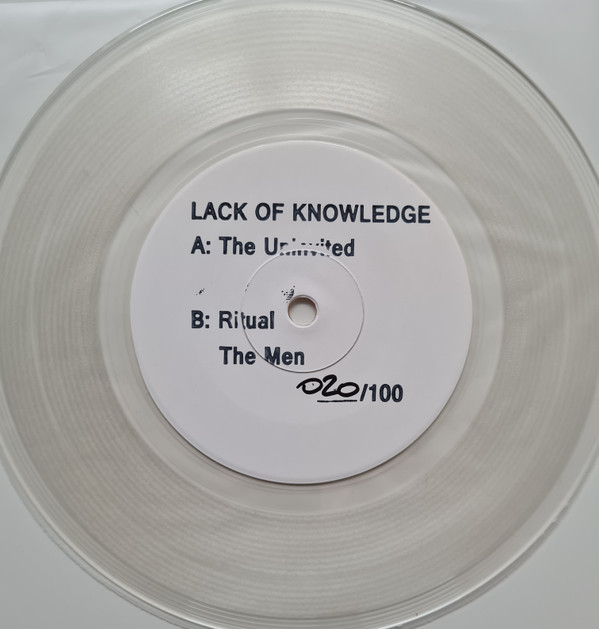 LACK OF KNOWLEDGE
A: The Uninvited
B: Ritual
The Men
020/100